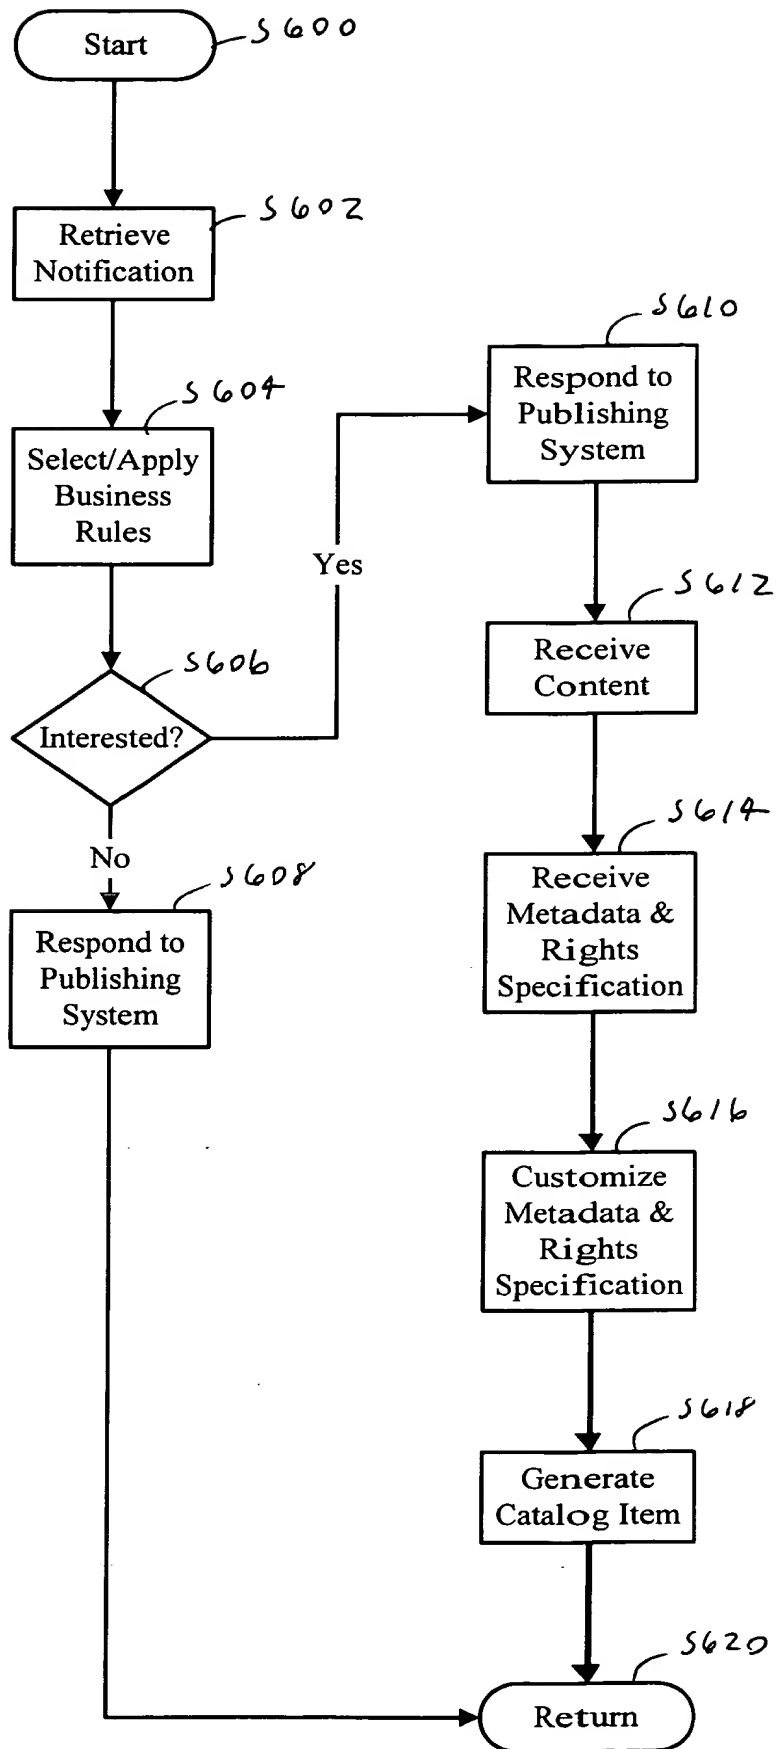 Start
S600
Retrieve
Notification
S602
Select/Apply
Business
Rules
S604
Interested?
S606
Yes
No
Respond to
Publishing
System
S608
Respond to
Publishing
System
S610
Receive
Content
S612
Receive
Metadata &
Rights
Specification
S614
Customize
Metadata &
Rights
Specification
S616
Generate
Catalog Item
S618
Return
S620